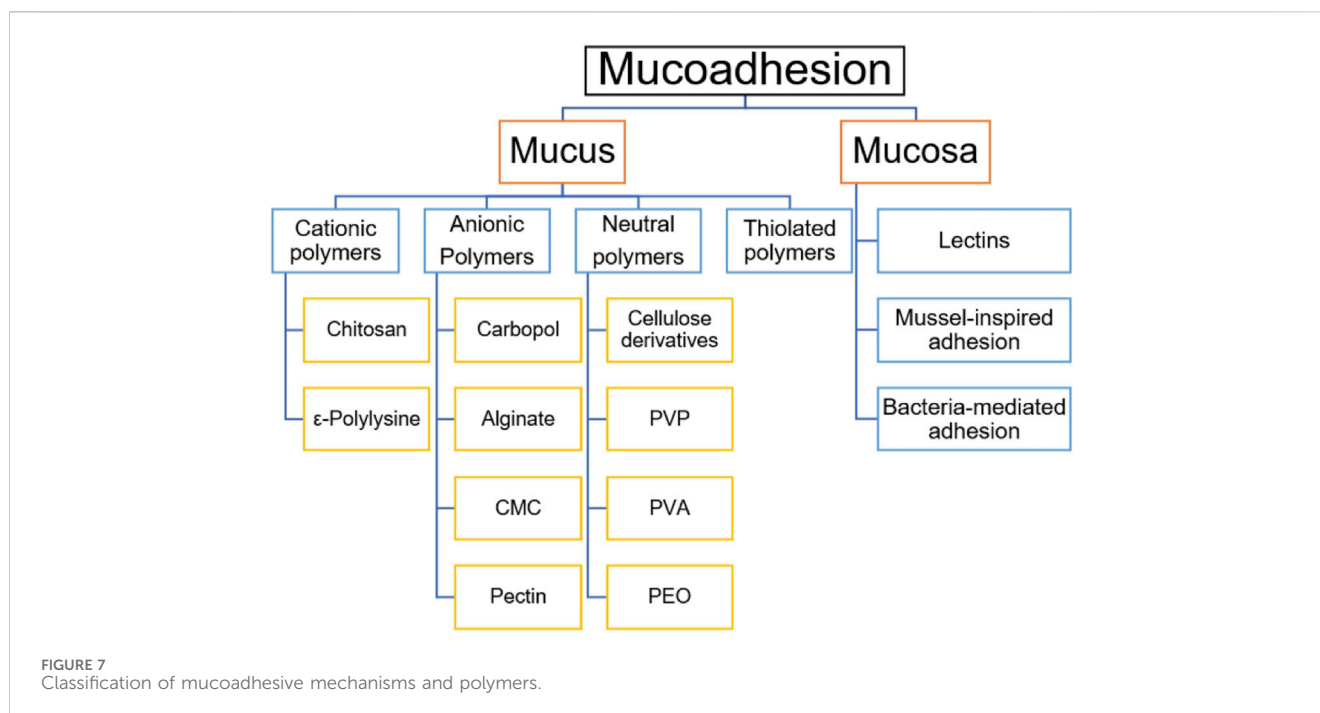 Mucoadhesion
Mucus
Mucosa
Cationic
polymers
Anionic
Polymers
Neutral
polymers
Thiolated
polymers
Lectins
Chitosan
Carbopol
Cellulose
derivatives
Mussel-inspired
adhesion
ε-Polylysine
Alginate
PVP
Bacteria-mediated
adhesion
CMC
PVA
Pectin
PEO
FIGURE 7
Classification of mucoadhesive mechanisms and polymers.